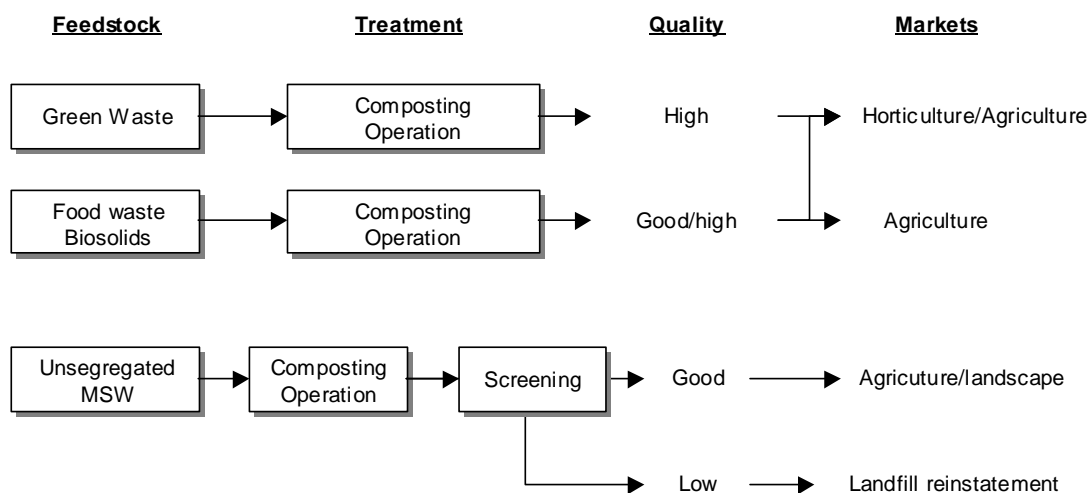 Feedstock Treatment Quality Markets
Green Waste
Composting
Operation
High
Horticulture/Agriculture
Food waste
Biosolids
Composting
Operation
Good/high
Agriculture
Unsegregated
MSW
Composting
Operation
Screening
Good
Agricuture/landscape
Low
Landfill reinstatement